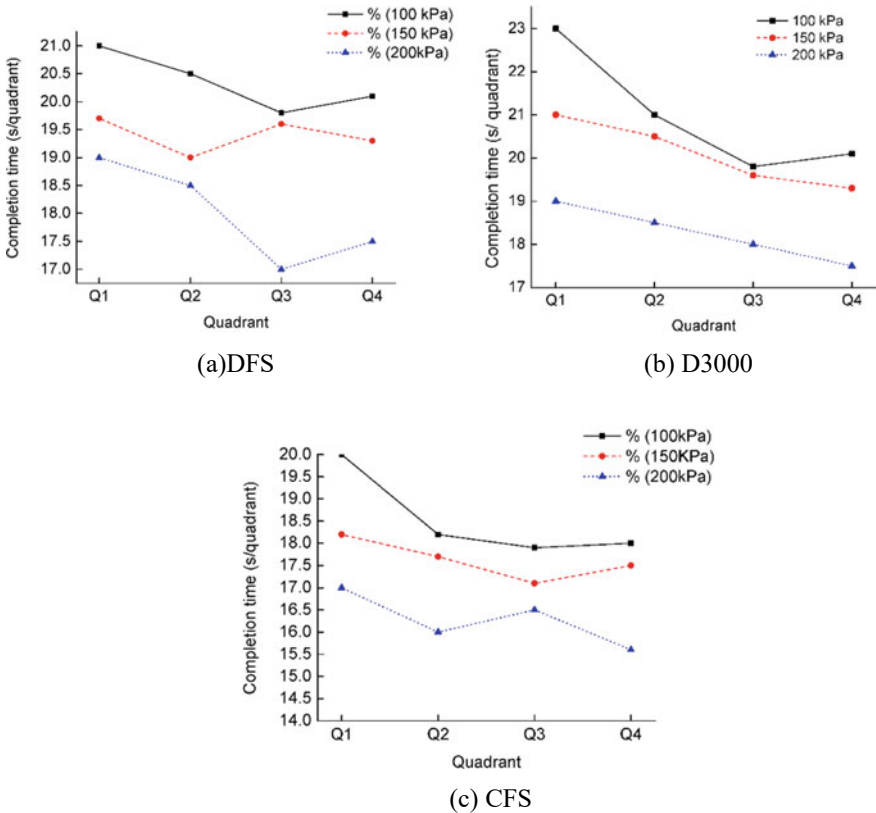 % (100 kPa)
% (150 kPa)
% (200kPa)
21.0
20.5
20.0
19.5
19.0
18.5
18.0
17.5
17.0
Completion time (s/quadrant)
Q1 Q2 Q3 Q4
Quadrant
(a)DFS
100 kPa
150 kPa
200 kPa
23
22
21
20
19
18
17
Completion time (s/ quadrant)
Q1 Q2 Q3 Q4
Quadrant
(b) D3000
% (100kPa)
% (150KPa)
% (200kPa)
20.0
19.5
19.0
18.5
18.0
17.5
17.0
16.5
16.0
15.5
15.0
14.5
14.0
Completion time (s/quadrant)
Q1 Q2 Q3 Q4
Quadrant
(c) CFS